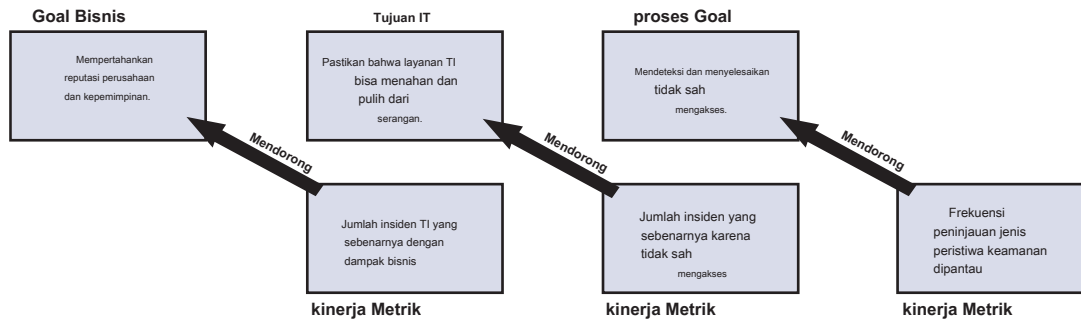 Goal Bisnis
Tujuan IT
proses Goal
Mempertahankan
reputasi perusahaan
dan kepemimpinan.
Pastikan bahwa layanan TI
bisa menahan dan
pulih dari
serangan.
Mendeteksi dan menyelesaikan
tidak sah
mengakses.
Mendorong
Mendorong
Mendorong
Jumlah insiden TI yang
sebenarnya dengan
dampak bisnis
Jumlah insiden yang
sebenarnya karena
tidak sah
mengakses
Frekuensi
peninjauan jenis
peristiwa keamanan
dipantau
kinerja Metrik
kinerja Metrik
kinerja Metrik